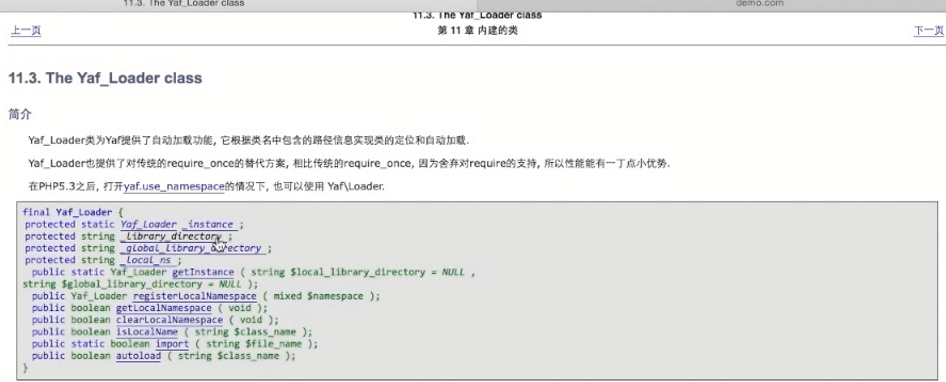 11.3. The Yaf_Loader class
demo.com
11.3. The Yaf_Loader class
上一页
第 11 章 内建的类
下一页
11.3. The Yaf_Loader class
简介
Yaf_Loader类为Yaf提供了自动加载功能, 它根据类名中包含的路径信息实现类的定位和自动加载.
Yaf_Loader也提供了对传统的require_once的替代方案, 相比传统的require_once, 因为舍弃对require的支持, 所以性能能有一丁点小优势.
在PHP5.3之后, 打开yaf.use_namespace的情况下, 也可以使用 Yaf\Loader.
final Yaf_Loader {
protected static Yaf_Loader _instance ;
protected string _library_directory ;
protected string _global_library_directory ;
protected string _local_ns ;
public static Yaf_Loader getInstance ( string $local_library_directory = NULL ,
string $global_library_directory = NULL );
public Yaf_Loader registerLocalNamespace ( mixed $namespace );
public boolean getLocalNamespace ( void );
public boolean clearLocalNamespace ( void );
public boolean isLocalName ( string $class_name );
public static boolean import ( string $file_name );
public boolean autoload ( string $class_name );
}